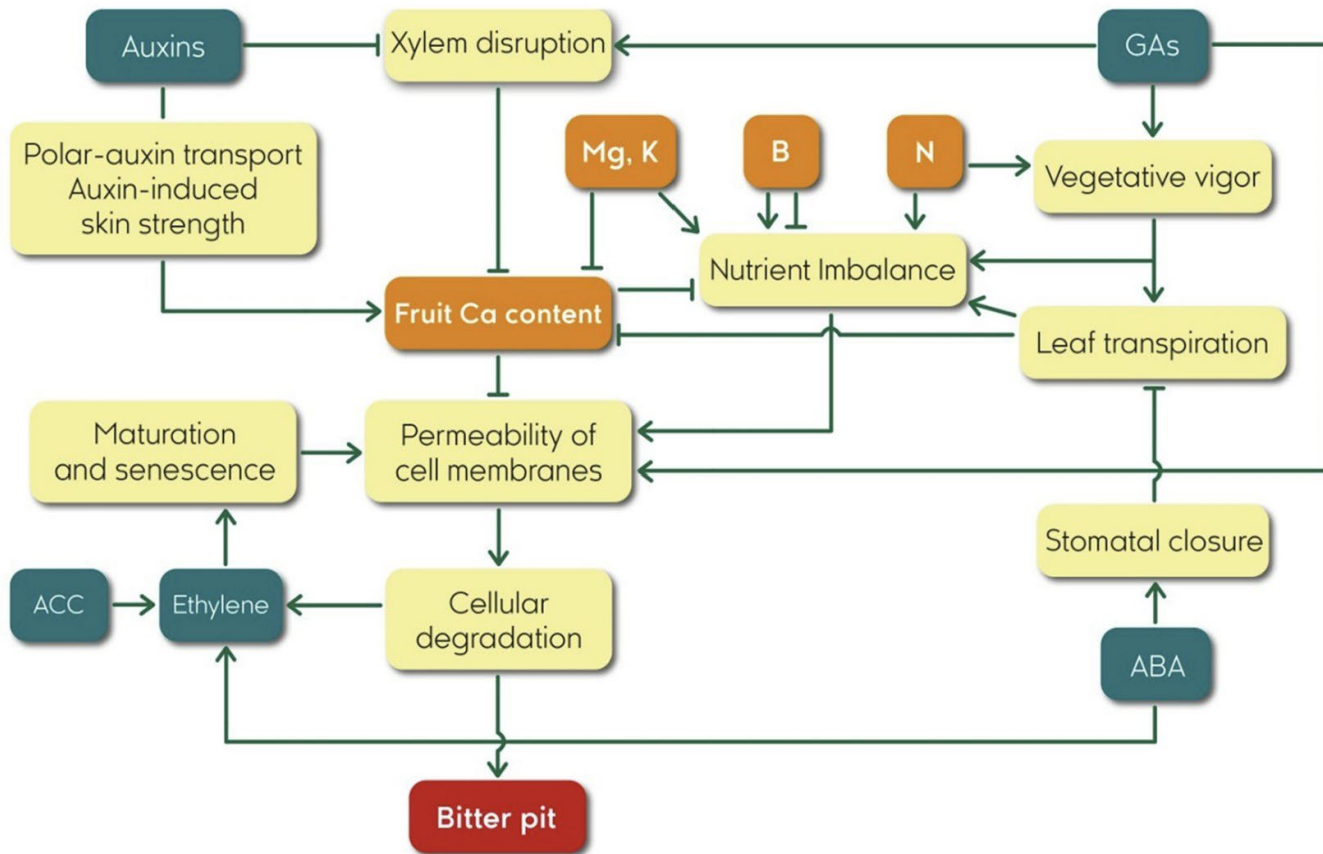 Auxins
Xylem disruption
GAs
Polar-auxin transport
Auxin-induced
skin strength
Mg, K
B
N
Vegetative vigor
Nutrient Imbalance
Fruit Ca content
Leaf transpiration
Maturation
and senescence
Permeability of
cell membranes
Stomatal closure
ACC
Ethylene
Cellular
degradation
ABA
Bitter pit